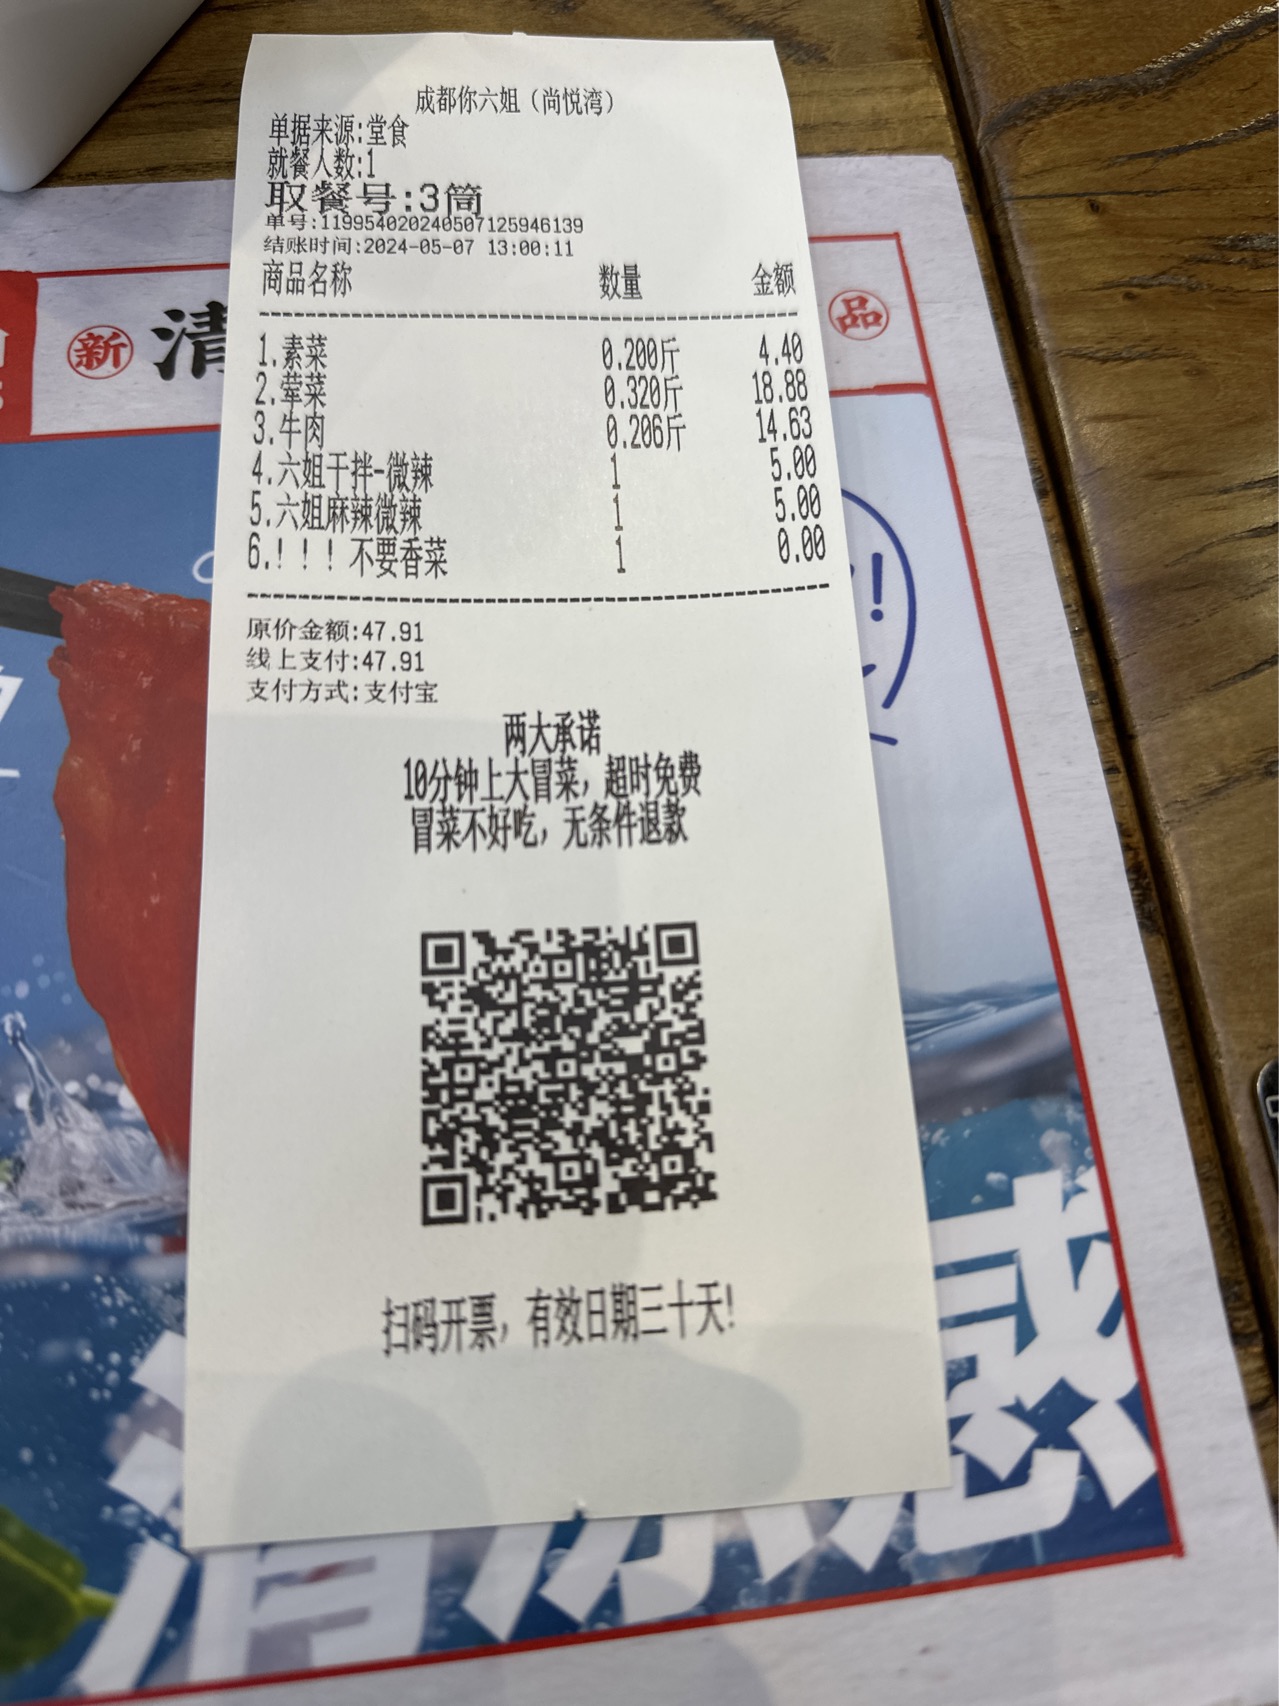 成都你六姐（尚悦湾）
单据来源:堂食
就餐人数:1
取餐号:3筒
单号:119954020240507125946139
结账时间:2024-05-07 13:00:11
商品名称 数量 金额
1.素菜 0.200斤 4.40
2.荤菜 0.320斤 18.88
3.牛肉 0.206斤 14.63
4.六姐干拌-微辣 1 5.00
5.六姐麻辣微辣 1 5.00
6.！！！不要香菜 1 0.00
原价金额:47.91
线上支付:47.91
支付方式:支付宝
两大承诺
10分钟上大冒菜，超时免费
冒菜不好吃，无条件退款
扫码开票，有效日期三十天!
新 清
品
!
清凉感